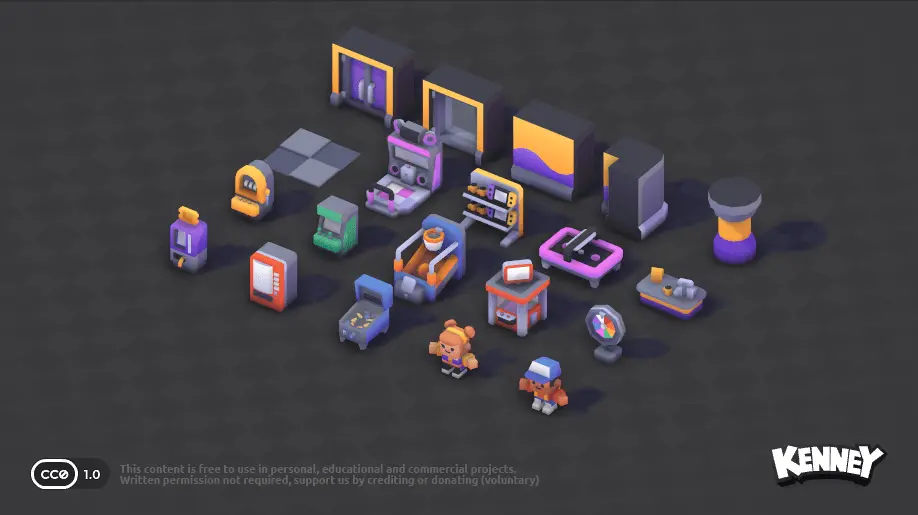 CC0 1.0
This content is free to use in personal, educational and commercial projects.
Written permission not required, support us by crediting or donating (voluntary)
KENNEY